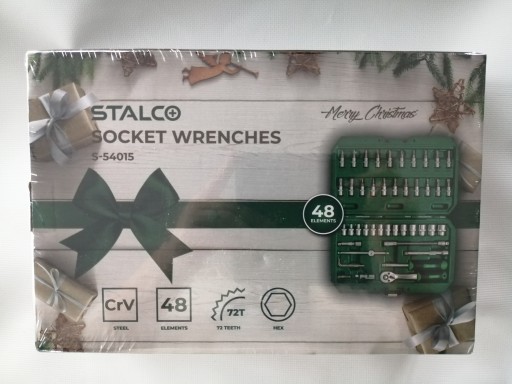 STALCO
Merry Christmas
SOCKET WRENCHES
S-54015
48
ELEMENTS
CrV
48
72T
STEEL
ELEMENTS
72 TEETH
HEX